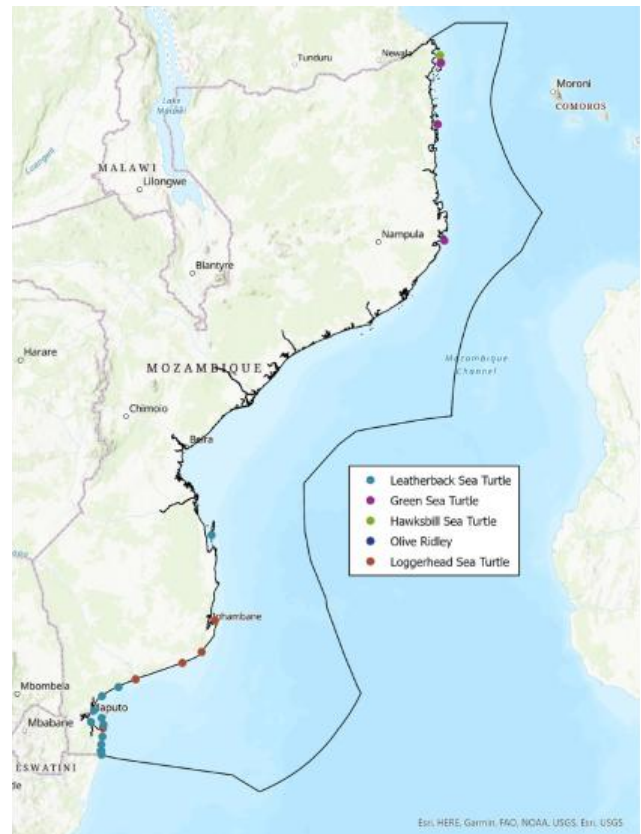 Tunduru
Newala
Lake
Moroni
COMOROS
MALAWI
Lilongwe
Nampula
Blantyre
Harare
MOZAMBIQUE
Mozambique
Channel
Chimoio
Beira
Leatherback Sea Turtle
Green Sea Turtle
Hawksbill Sea Turtle
Olive Ridley
Loggerhead Sea Turtle
Inhambane
Mbombela
Maputo
Mbabane
ESWATINI
Esri, HERE, Garmin, FAO, NOAA, USGS, Esri, USGS